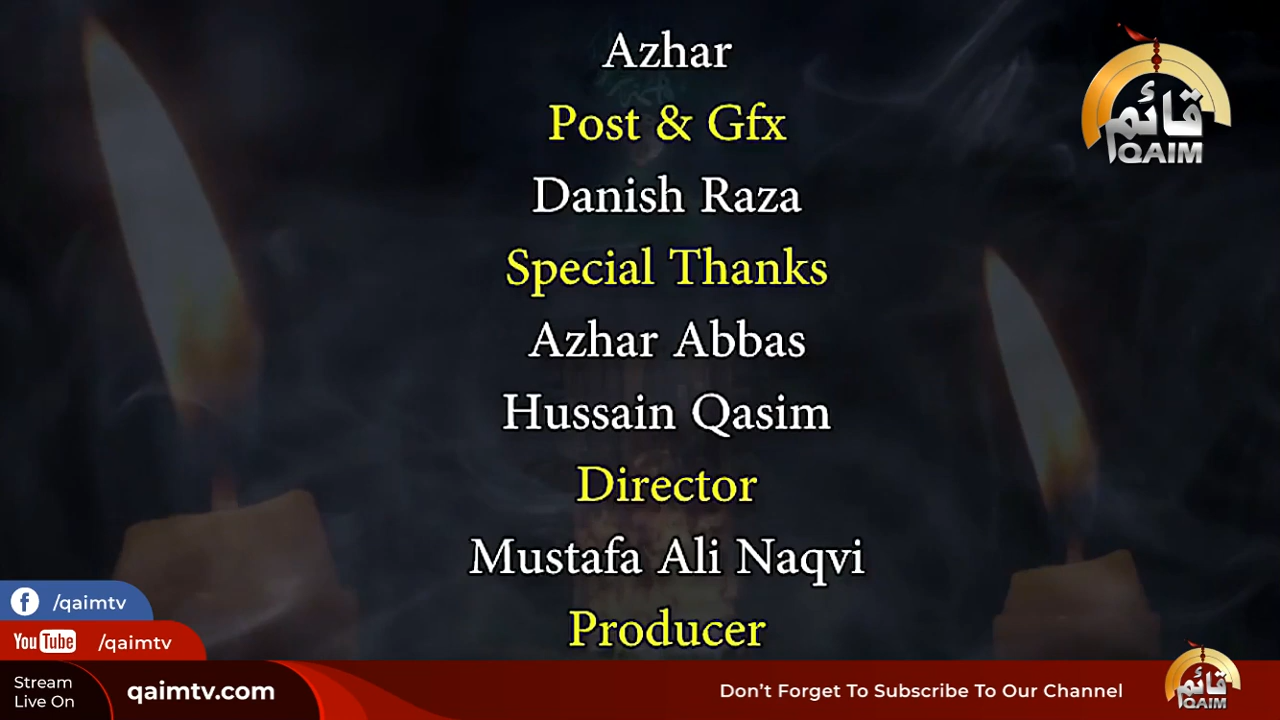 Azhar
Post & Gfx
Danish Raza
Special Thanks
Azhar Abbas
Hussain Qasim
Director
Mustafa Ali Naqvi
Producer
قائم
QAIM
/qaimtv
You Tube /qaimtv
Stream
Live On
qaimtv.com
Don't Forget To Subscribe To Our Channel
قائم
QAIM